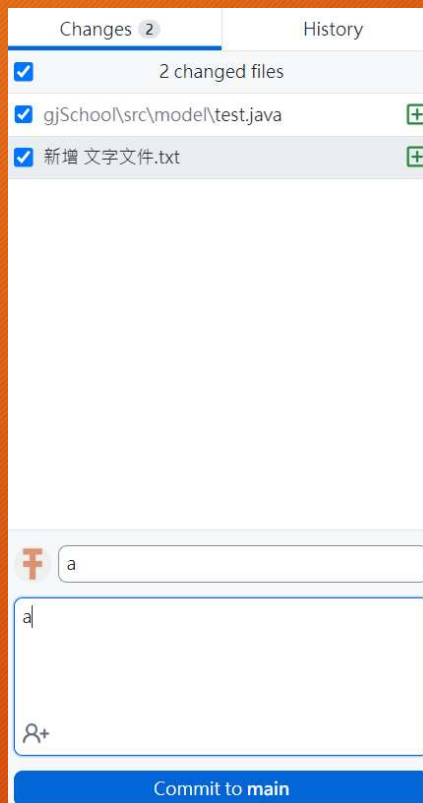 Changes 2 History
2 changed files
gjSchool\src\model\test.java
新增 文字文件.txt
a
a
Commit to main